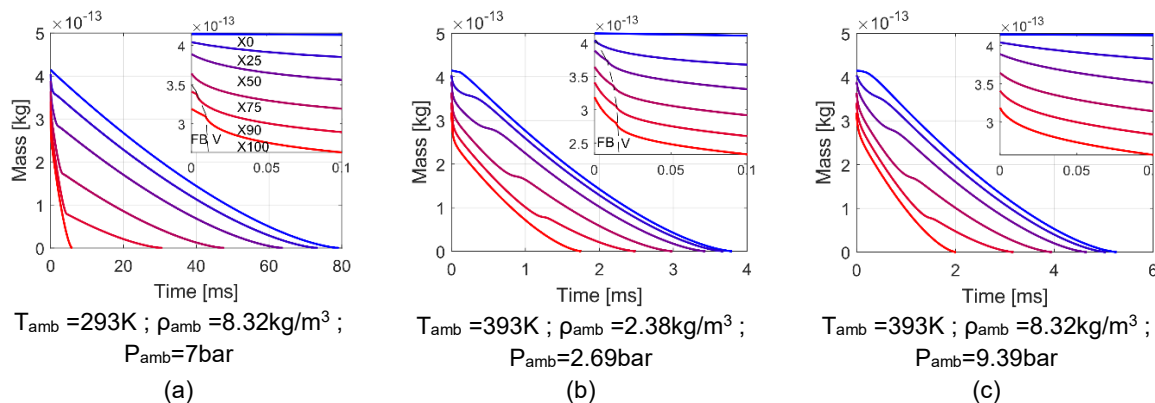 ×10⁻¹³
5
4
3
2
1
0
Mass [kg]
0 20 40 60 80
Time [ms]
×10⁻¹³
4
3.5
3
0 0.05 0.1
X0
X25
X50
X75
X90
X100
FB V
T_amb =293K ; ρ_amb =8.32kg/m³ ;
P_amb=7bar
(a)
×10⁻¹³
5
4
3
2
1
0
Mass [kg]
0 1 2 3 4
Time [ms]
×10⁻¹³
4
3.5
3
2.5
0 0.05 0.1
FB V
T_amb =393K ; ρ_amb =2.38kg/m³ ;
P_amb=2.69bar
(b)
×10⁻¹³
5
4
3
2
1
0
Mass [kg]
0 2 4 6
Time [ms]
×10⁻¹³
4
3.5
3
0 0.05 0.1
T_amb =393K ; ρ_amb =8.32kg/m³ ;
P_amb=9.39bar
(c)